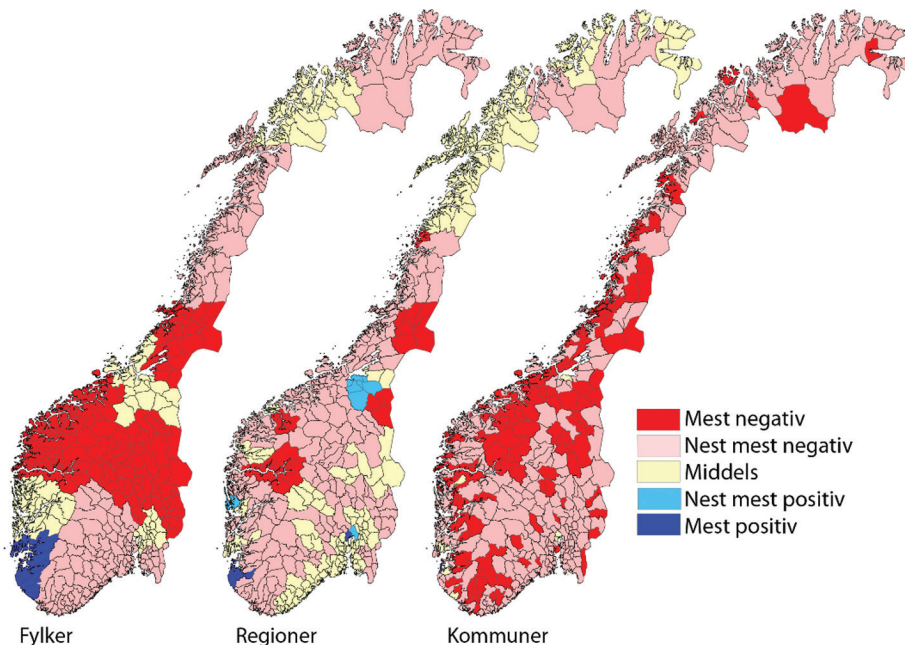 Mest negativ
Nest mest negativ
Middels
Nest mest positiv
Mest positiv
Fylker
Regioner
Kommuner